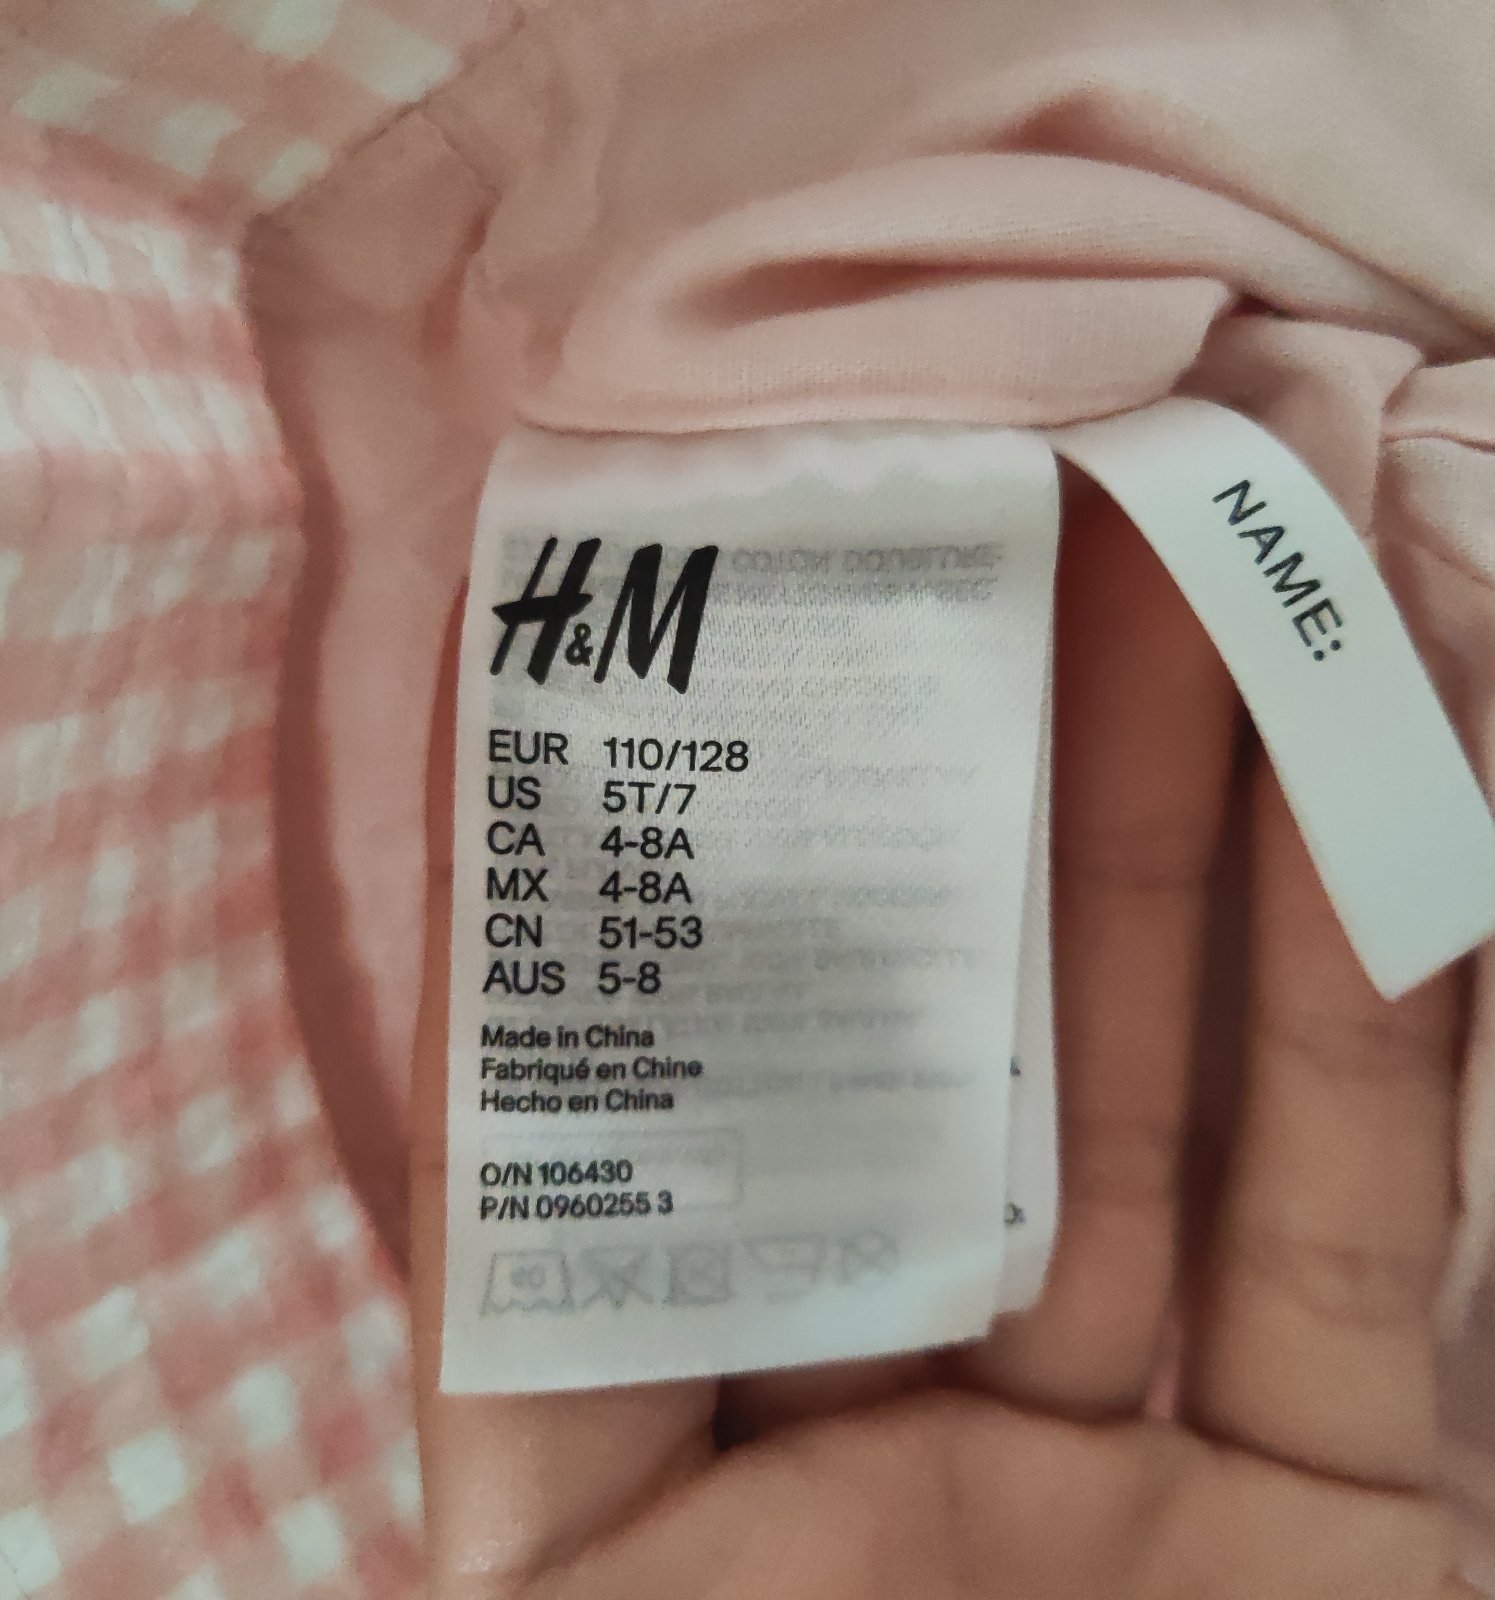 H&M
EUR 110/128
US 5T/7
CA 4-8A
MX 4-8A
CN 51-53
AUS 5-8
Made in China
Fabriqué en Chine
Hecho en China
O/N 106430
P/N 0960255 3
NAME: